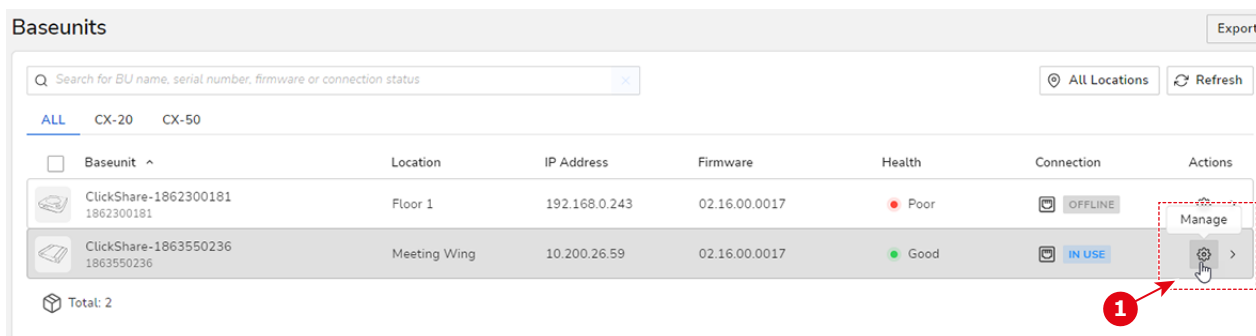 Baseunits
Export
Search for BU name, serial number, firmware or connection status
All Locations
Refresh
ALL CX-20 CX-50
Baseunit Location IP Address Firmware Health Connection Actions
ClickShare-1862300181
1862300181
Floor 1 192.168.0.243 02.16.00.0017 Poor OFFLINE
Manage
ClickShare-1863550236
1863550236
Meeting Wing 10.200.26.59 02.16.00.0017 Good IN USE
Total: 2
1